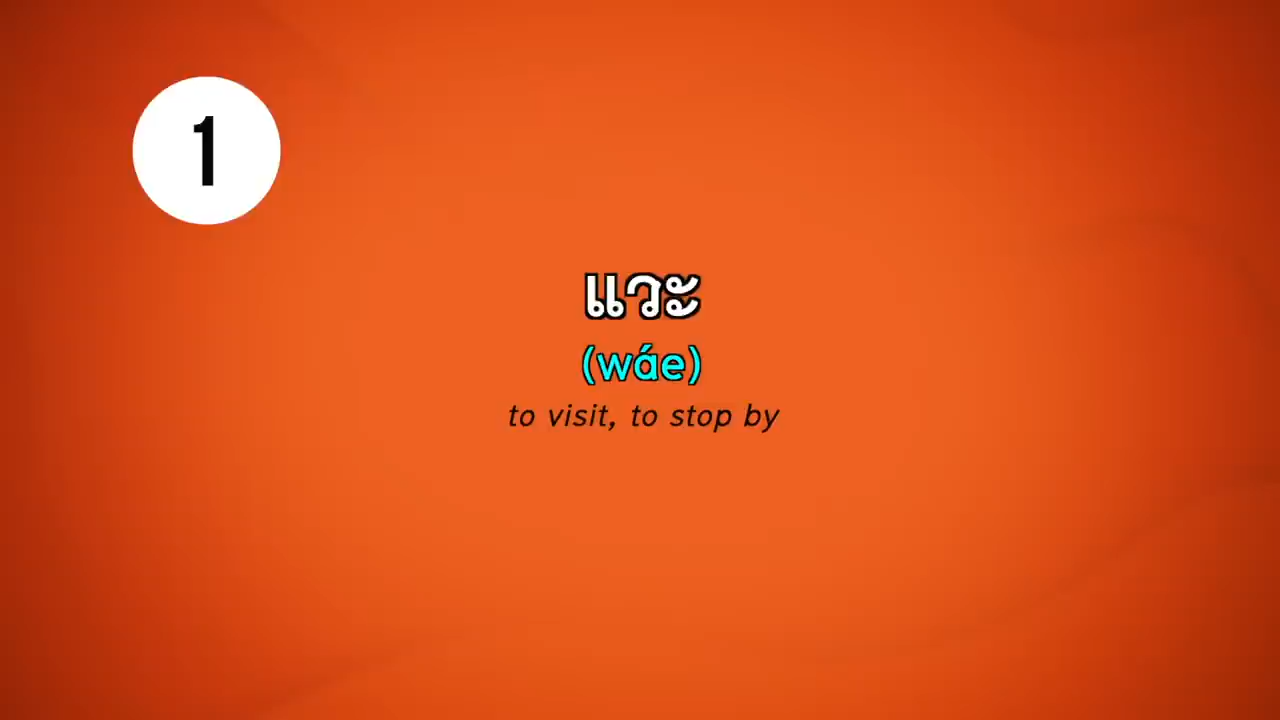 1
แวะ
(wáe)
to visit, to stop by